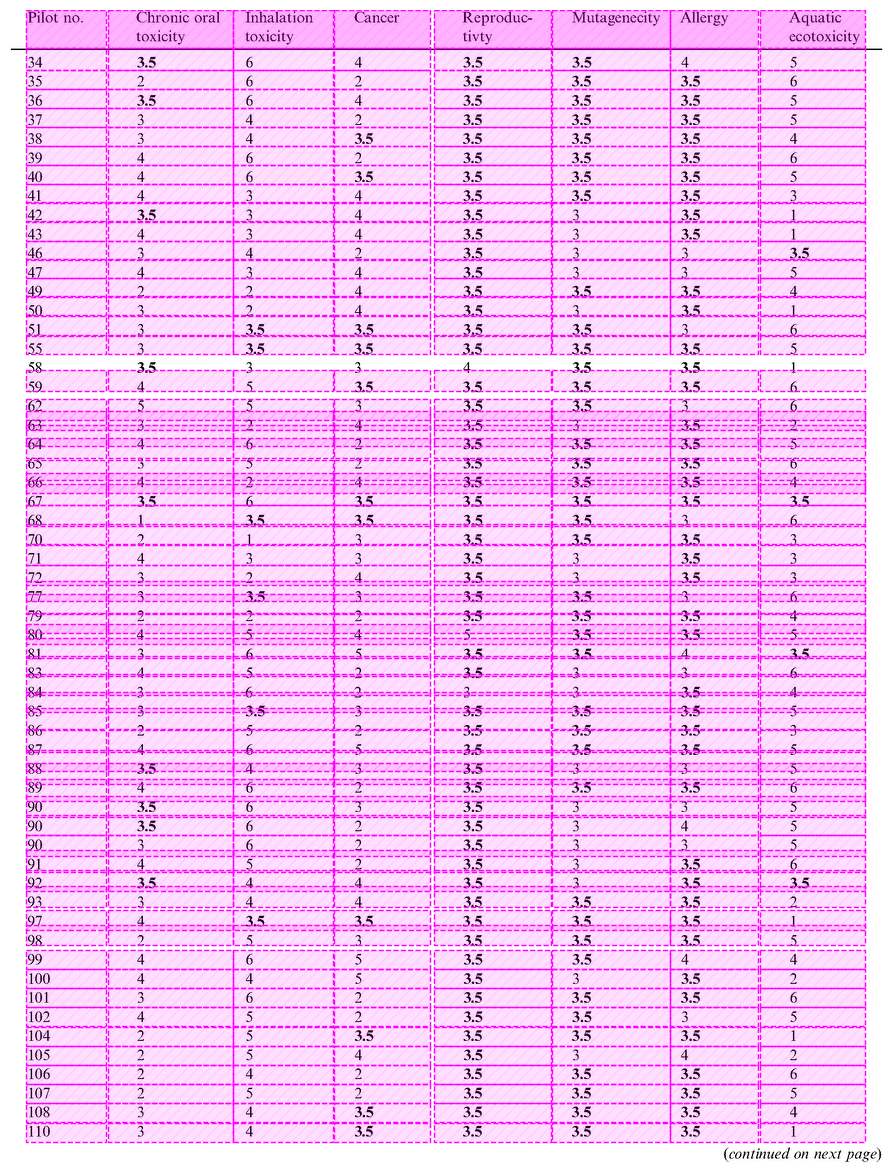 Pilot no. Chronic oral toxicity Inhalation toxicity Cancer Reproduc-tivty Mutagenecity Allergy Aquatic ecotoxicity
34 3.5 6 4 3.5 3.5 4 5
35 2 6 2 3.5 3.5 3.5 6
36 3.5 6 4 3.5 3.5 3.5 5
37 3 4 2 3.5 3.5 3.5 5
38 3 4 3.5 3.5 3.5 3.5 4
39 4 6 2 3.5 3.5 3.5 6
40 4 6 3.5 3.5 3.5 3.5 5
41 4 3 4 3.5 3.5 3.5 3
42 3.5 3 4 3.5 3 3.5 1
43 4 3 4 3.5 3 3.5 1
46 3 4 2 3.5 3 3 3.5
47 4 3 4 3.5 3 3 5
49 2 2 4 3.5 3.5 3.5 4
50 3 2 4 3.5 3 3.5 1
51 3 3.5 3.5 3.5 3.5 3 6
55 3 3.5 3.5 3.5 3.5 3.5 5
58 3.5 3 3 4 3.5 3.5 1
59 4 5 3.5 3.5 3.5 3.5 6
62 5 5 3 3.5 3.5 3 6
63 3 2 4 3.5 3 3.5 2
64 4 6 2 3.5 3.5 3.5 5
65 3 5 2 3.5 3.5 3.5 6
66 4 2 4 3.5 3.5 3.5 4
67 3.5 6 3.5 3.5 3.5 3.5 3.5
68 1 3.5 3.5 3.5 3.5 3 6
70 2 1 3 3.5 3.5 3.5 3
71 4 3 3 3.5 3 3.5 3
72 3 2 4 3.5 3 3.5 3
77 3 3.5 3 3.5 3.5 3 6
79 2 2 2 3.5 3.5 3.5 4
80 4 5 4 5 3.5 3.5 5
81 3 6 5 3.5 3.5 4 3.5
83 4 5 2 3.5 3 3 6
84 3 6 2 3 3 3.5 4
85 3 3.5 3 3.5 3.5 3.5 5
86 2 5 2 3.5 3.5 3.5 3
87 4 6 5 3.5 3.5 3.5 5
88 3.5 4 3 3.5 3 3 5
89 4 6 2 3.5 3.5 3.5 6
90 3.5 6 3 3.5 3 3 5
90 3.5 6 2 3.5 3 4 5
90 3 6 2 3.5 3 3 5
91 4 5 2 3.5 3 3.5 6
92 3.5 4 4 3.5 3 3.5 3.5
93 3 4 4 3.5 3.5 3.5 2
97 4 3.5 3.5 3.5 3.5 3.5 1
98 2 5 3 3.5 3.5 3.5 5
99 4 6 5 3.5 3.5 4 4
100 4 4 5 3.5 3 3.5 2
101 3 6 2 3.5 3.5 3.5 6
102 4 5 2 3.5 3.5 3 5
104 2 5 3.5 3.5 3.5 3.5 1
105 2 5 4 3.5 3 4 2
106 2 4 2 3.5 3.5 3.5 6
107 2 5 2 3.5 3.5 3.5 5
108 3 4 3.5 3.5 3.5 3.5 4
110 3 4 3.5 3.5 3.5 3.5 1
(continued on next page)